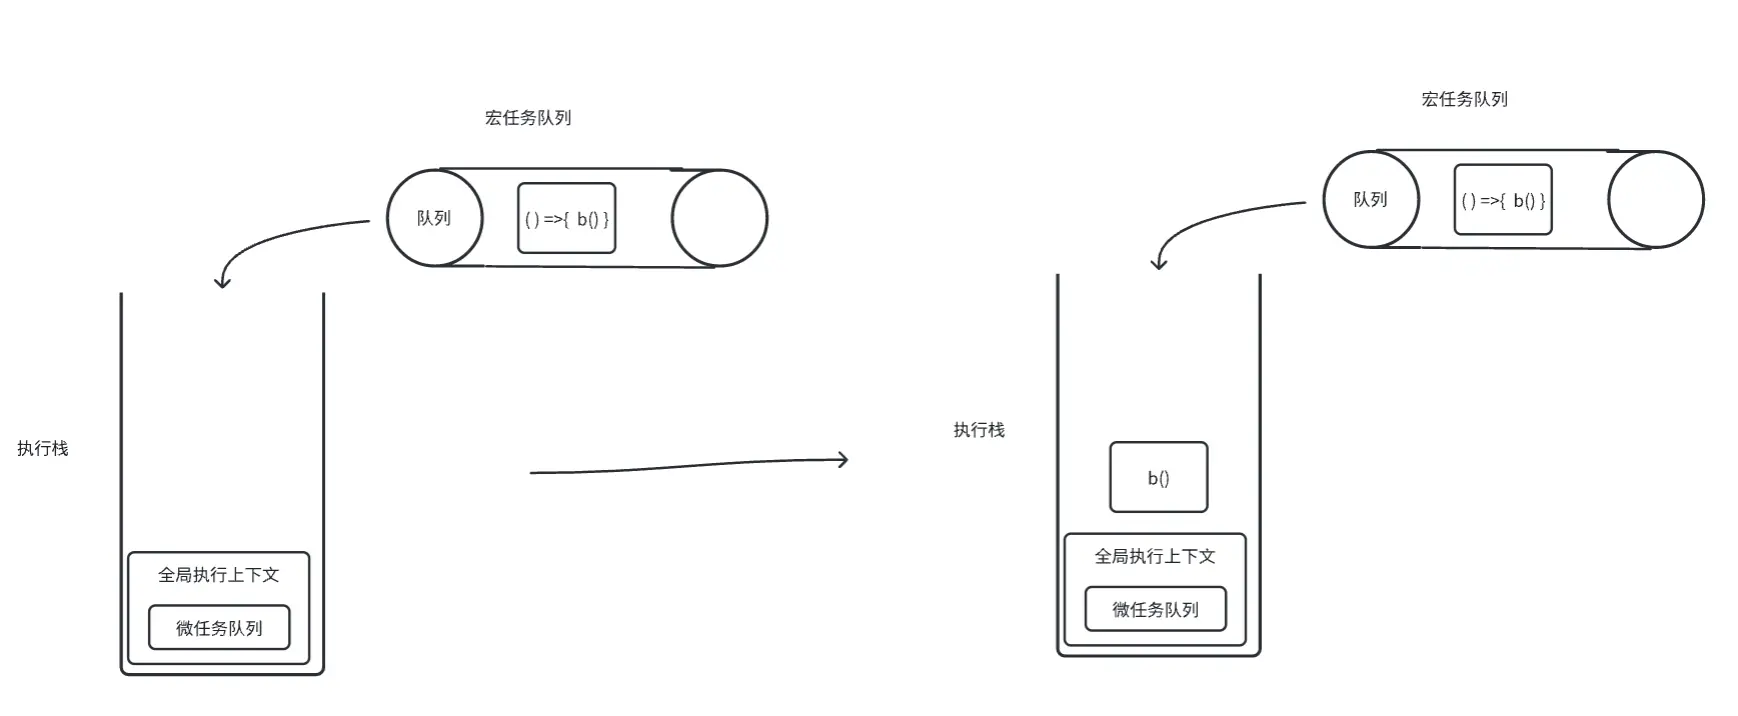 宏任务队列
队列
( ) =>{ b() }
执行栈
全局执行上下文
微任务队列
宏任务队列
队列
( ) =>{ b() }
执行栈
b()
全局执行上下文
微任务队列